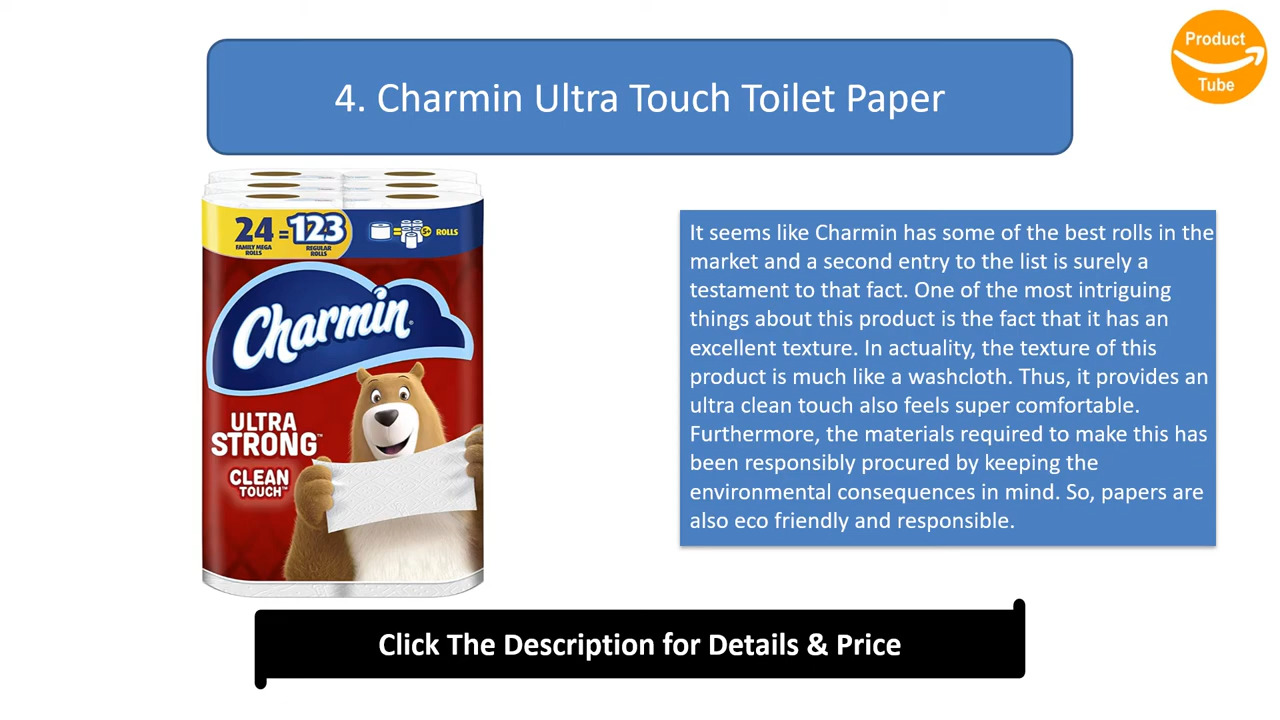 Product
Tube
4. Charmin Ultra Touch Toilet Paper
24 = 123
FAMILY MEGA
ROLLS
REGULAR
ROLLS
= 5+ ROLLS
Charmin
ULTRA
STRONG™
CLEAN
TOUCH™
It seems like Charmin has some of the best rolls in the
market and a second entry to the list is surely a
testament to that fact. One of the most intriguing
things about this product is the fact that it has an
excellent texture. In actuality, the texture of this
product is much like a washcloth. Thus, it provides an
ultra clean touch also feels super comfortable.
Furthermore, the materials required to make this has
been responsibly procured by keeping the
environmental consequences in mind. So, papers are
also eco friendly and responsible.
Click The Description for Details & Price